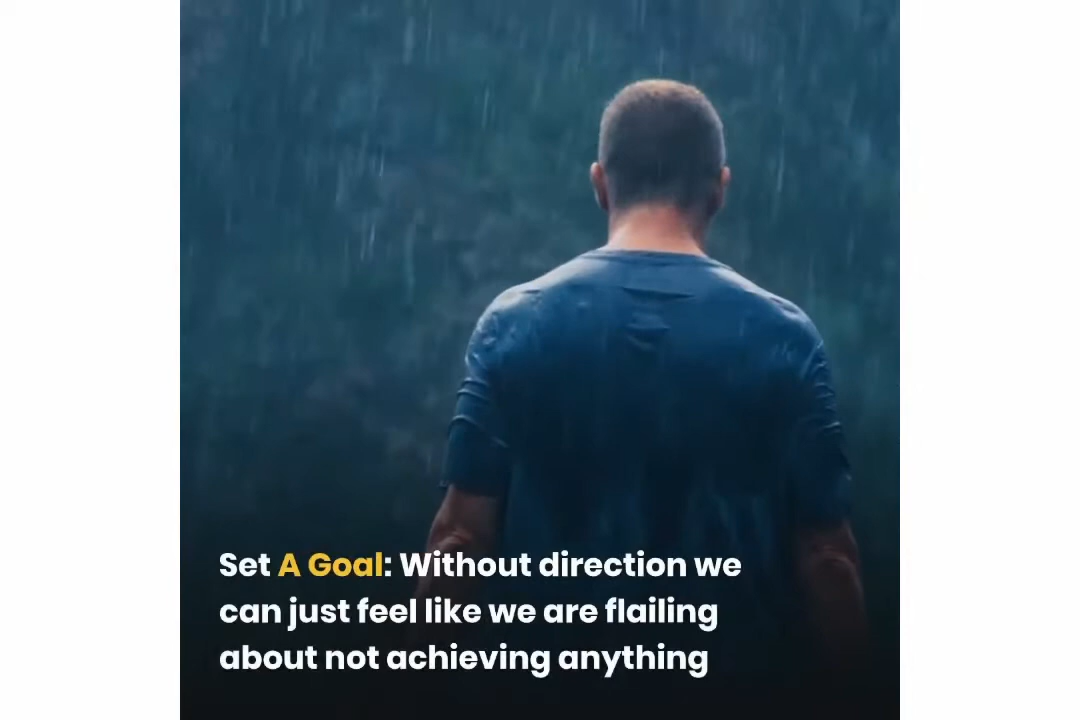 Set A Goal: Without direction we
can just feel like we are flailing
about not achieving anything